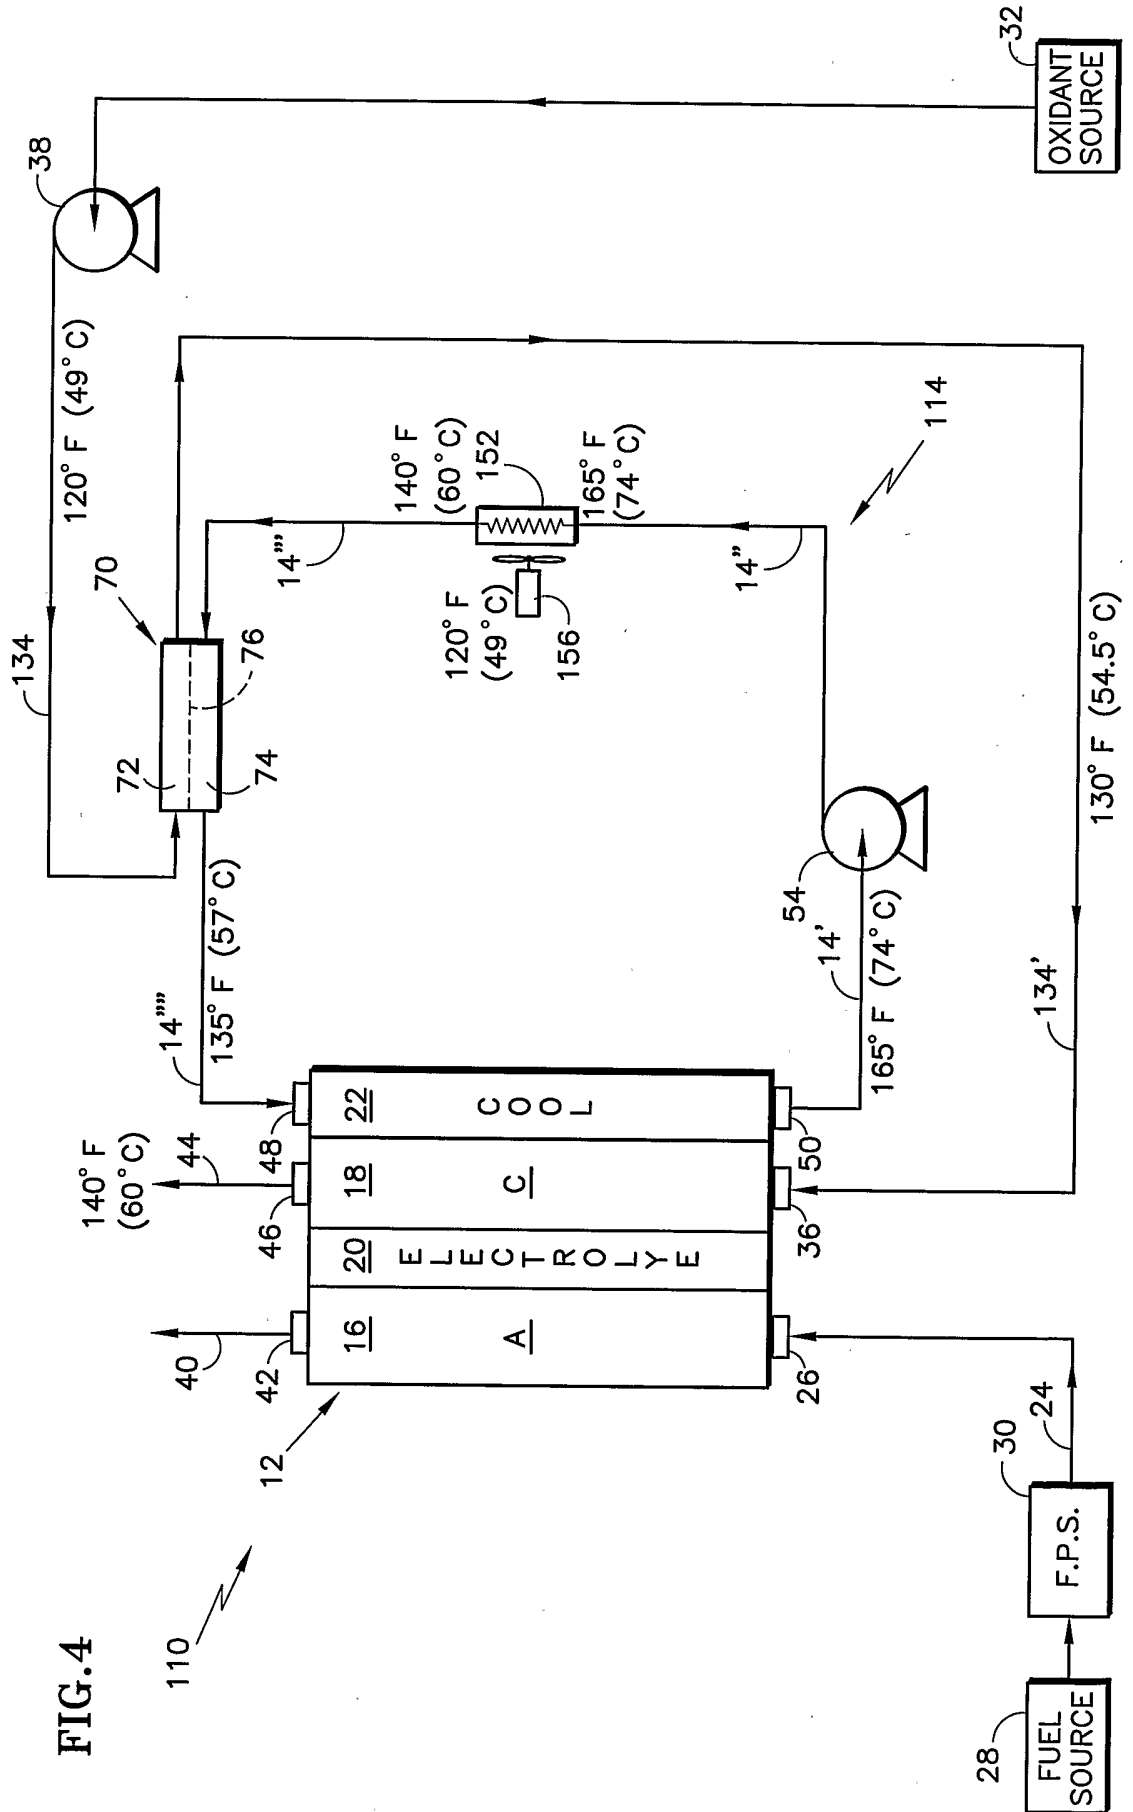 FIG.4
110
12
40
42
44
140° F
(60°C)
46
48
14''''
135° F (57°C)
16
20
18
22
A
ELECTROLYE
C
COOL
26
36
50
28
FUEL
SOURCE
30
F.P.S.
24
134
120° F (49°C)
38
70
72
74
76
14'''
140° F
(60°C)
152
120° F
(49°C)
156
165° F
(74°C)
14''
114
54
14'
165° F (74°C)
134'
130° F (54.5°C)
32
OXIDANT
SOURCE